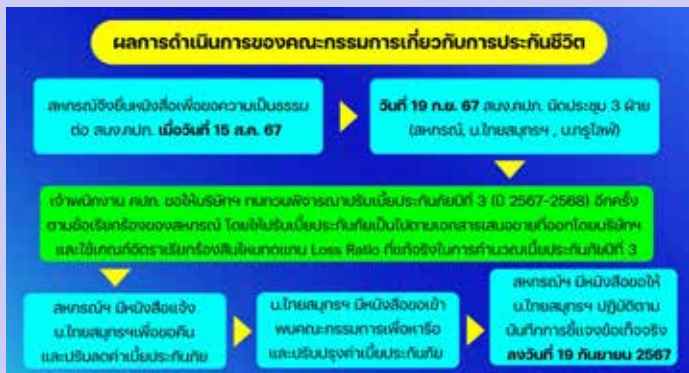 ผลการดำเนินการของคณะกรรมการเกี่ยวกับการประกันชีวิต
สหกรณ์จึงยื่นหนังสือเพื่อขอความเป็นธรรม
ต่อ สนง.คปภ. เมื่อวันที่ 15 ส.ค. 67
วันที่ 19 ก.ย. 67 สนง.คปภ. นัดประชุม 3 ฝ่าย
(สหกรณ์, บ.ไทยสมุทรฯ , บ.ทรูไลฟ์)
เจ้าพนักงาน คปภ. ขอให้บริษัทฯ ทบทวนพิจารณาปรับเบี้ยประกันภัยปีที่ 3 (ปี 2567-2568) อีกครั้ง
ตามข้อเรียกร้องของสหกรณ์ โดยให้ปรับเบี้ยประกันภัยเป็นไปตามเอกสารเสนอขายที่ออกโดยบริษัทฯ
และใช้เกณฑ์อัตราเรียกร้องสินไหมทดแทน Loss Ratio ที่แท้จริงในการคำนวณเบี้ยประกันภัยปีที่ 3
สหกรณ์ฯ มีหนังสือแจ้ง
บ.ไทยสมุทรฯเพื่อขอคืน
และปรับลดค่าเบี้ยประกันภัย
บ.ไทยสมุทรฯ มีหนังสือขอเข้า
พบคณะกรรมการเพื่อหารือ
และปรับปรุงค่าเบี้ยประกันภัย
สหกรณ์ฯ มีหนังสือขอให้
บ.ไทยสมุทรฯ ปฏิบัติตาม
บันทึกการชี้แจงข้อเท็จจริง
ลงวันที่ 19 กันยายน 2567